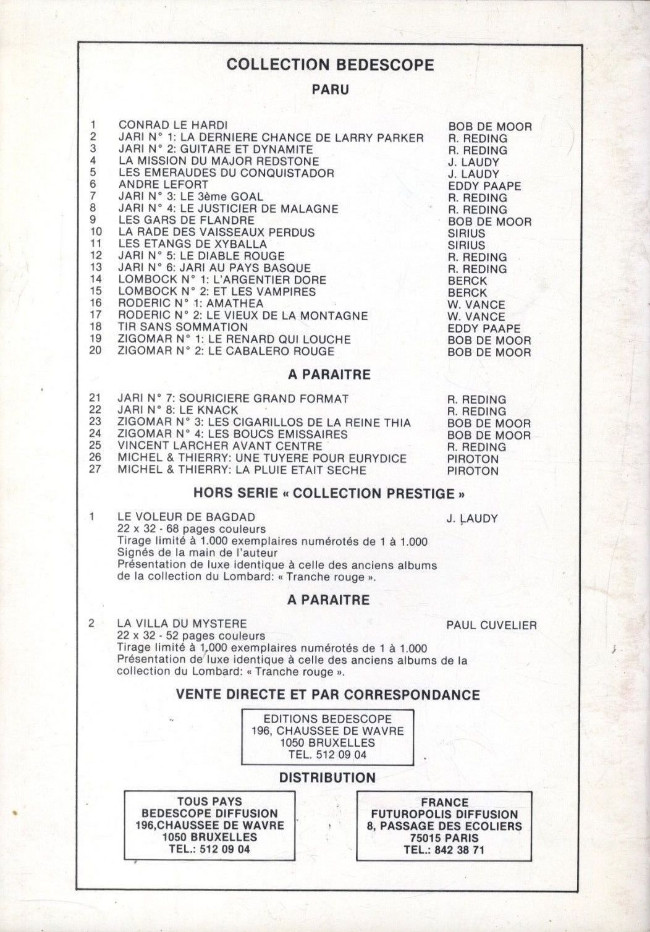 COLLECTION BEDESCOPE
PARU
1 CONRAD LE HARDI BOB DE MOOR
2 JARI N° 1: LA DERNIERE CHANCE DE LARRY PARKER R. REDING
3 JARI N° 2: GUITARE ET DYNAMITE R. REDING
4 LA MISSION DU MAJOR REDSTONE J. LAUDY
5 LES EMERAUDES DU CONQUISTADOR J. LAUDY
6 ANDRE LEFORT EDDY PAAPE
7 JARI N° 3: LE 3ème GOAL R. REDING
8 JARI N° 4: LE JUSTICIER DE MALAGNE R. REDING
9 LES GARS DE FLANDRE BOB DE MOOR
10 LA RADE DES VAISSEAUX PERDUS SIRIUS
11 LES ETANGS DE XYBALLA SIRIUS
12 JARI N° 5: LE DIABLE ROUGE R. REDING
13 JARI N° 6: JARI AU PAYS BASQUE R. REDING
14 LOMBOCK N° 1: L'ARGENTIER DORE BERCK
15 LOMBOCK N° 2: ET LES VAMPIRES BERCK
16 RODERIC N° 1: AMATHEA W. VANCE
17 RODERIC N° 2: LE VIEUX DE LA MONTAGNE W. VANCE
18 TIR SANS SOMMATION EDDY PAAPE
19 ZIGOMAR N° 1: LE RENARD QUI LOUCHE BOB DE MOOR
20 ZIGOMAR N° 2: LE CABALERO ROUGE BOB DE MOOR
A PARAITRE
21 JARI N° 7: SOURICIERE GRAND FORMAT R. REDING
22 JARI N° 8: LE KNACK R. REDING
23 ZIGOMAR N° 3: LES CIGARILLOS DE LA REINE THIA BOB DE MOOR
24 ZIGOMAR N° 4: LES BOUCS EMISSAIRES BOB DE MOOR
25 VINCENT LARCHER AVANT CENTRE R. REDING
26 MICHEL & THIERRY: UNE TUYERE POUR EURYDICE PIROTON
27 MICHEL & THIERRY: LA PLUIE ETAIT SECHE PIROTON
HORS SERIE « COLLECTION PRESTIGE »
1 LE VOLEUR DE BAGDAD J. LAUDY
22 x 32 - 68 pages couleurs
Tirage limité à 1.000 exemplaires numérotés de 1 à 1.000
Signés de la main de l'auteur
Présentation de luxe identique à celle des anciens albums
de la collection du Lombard: « Tranche rouge ».
A PARAITRE
2 LA VILLA DU MYSTERE PAUL CUVELIER
22 x 32 - 52 pages couleurs
Tirage limité à 1,000 exemplaires numérotés de 1 à 1.000
Présentation de luxe identique à celle des anciens albums de la
collection du Lombard: « Tranche rouge ».
VENTE DIRECTE ET PAR CORRESPONDANCE
EDITIONS BEDESCOPE
196, CHAUSSEE DE WAVRE
1050 BRUXELLES
TEL. 512 09 04
DISTRIBUTION
TOUS PAYS
BEDESCOPE DIFFUSION
196,CHAUSSEE DE WAVRE
1050 BRUXELLES
TEL.: 512 09 04
FRANCE
FUTUROPOLIS DIFFUSION
8, PASSAGE DES ECOLIERS
75015 PARIS
TEL.: 842 38 71